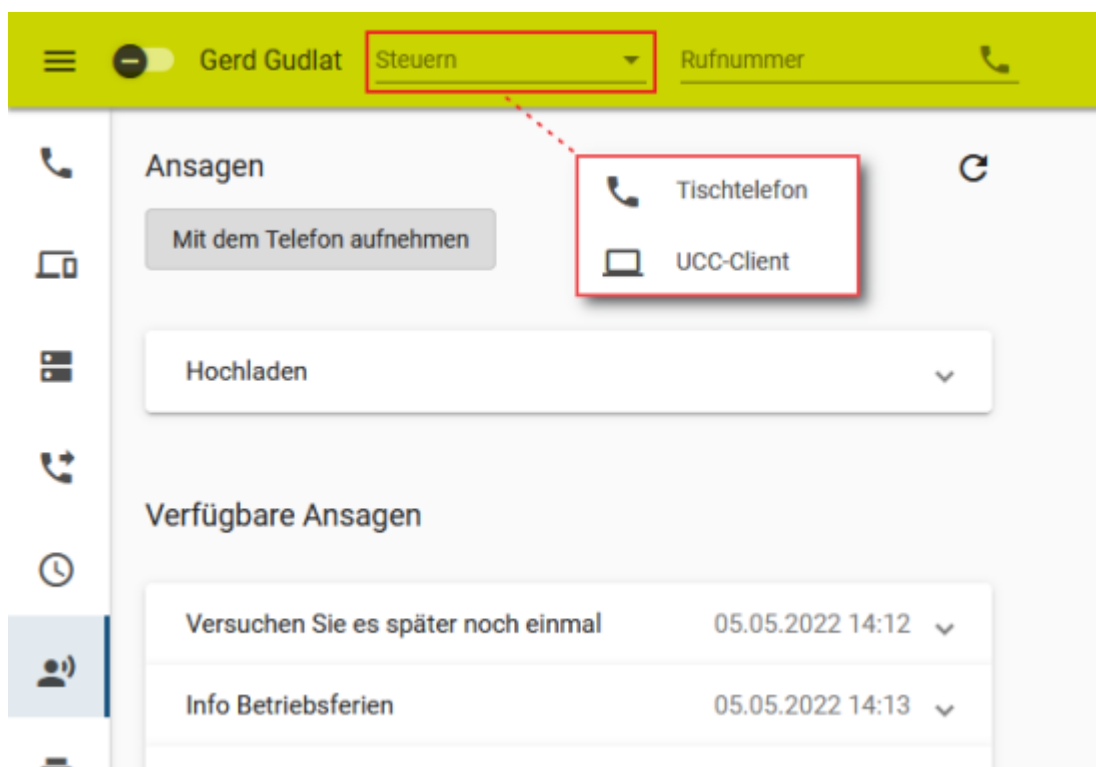 Gerd Gudlat Steuern Rufnummer
Ansagen
Tischtelefon
Mit dem Telefon aufnehmen
UCC-Client
Hochladen
Verfügbare Ansagen
Versuchen Sie es später noch einmal 05.05.2022 14:12
Info Betriebsferien 05.05.2022 14:13